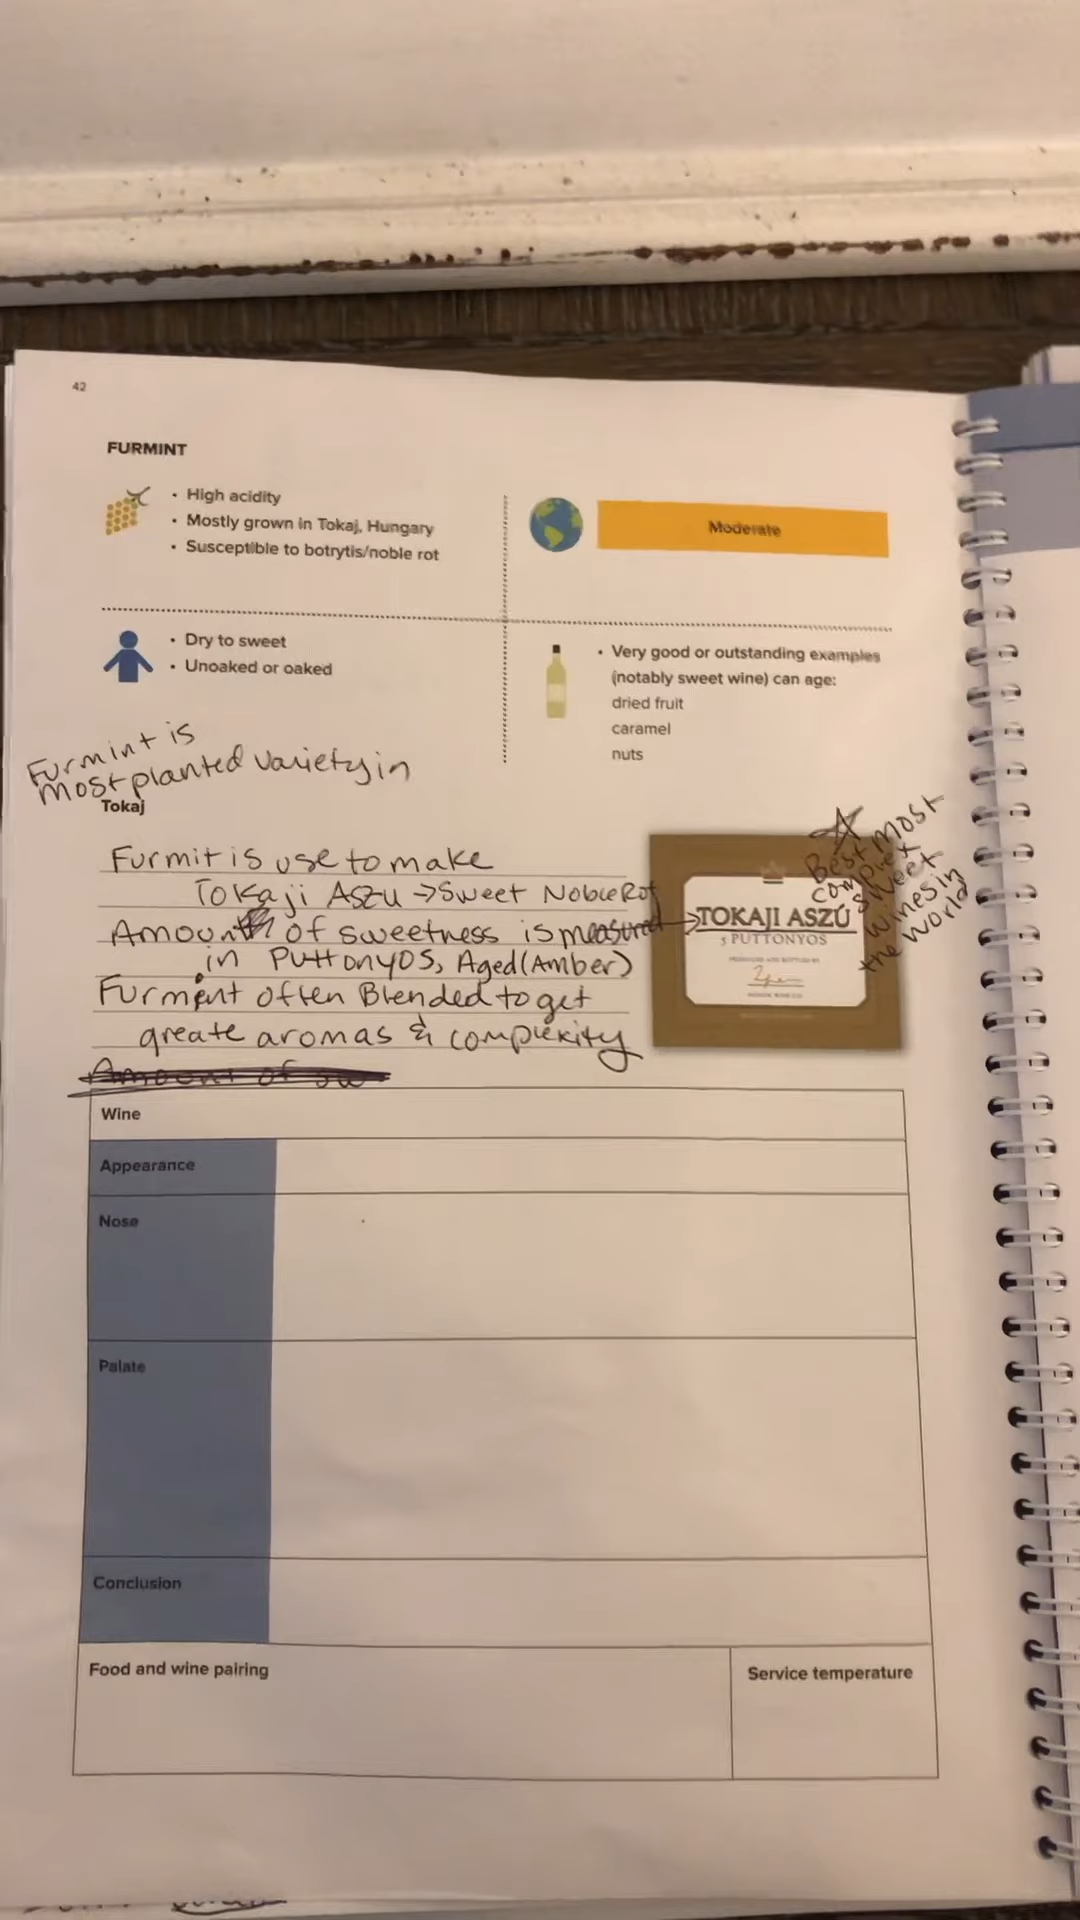 42
FURMINT
• High acidity
• Mostly grown in Tokaj, Hungary
• Susceptible to botrytis/noble rot
Moderate
• Dry to sweet
• Unoaked or oaked
• Very good or outstanding examples
(notably sweet wine) can age:
dried fruit
caramel
nuts
Furmint is
most planted variety in
Tokaj
Furmit is use to make
Tokaji Aszu → Sweet Noble Rot
Amount of sweetness is measured →
in Puttonyos, Aged (Amber)
Furmint often Blended to get
greate aromas & complexity
Amount of sw
Best most
complex
sweet
wines in
the world
TOKAJI ASZÚ
5 PUTTONYOS
Wine
Appearance
Nose
Palate
Conclusion
Food and wine pairing
Service temperature